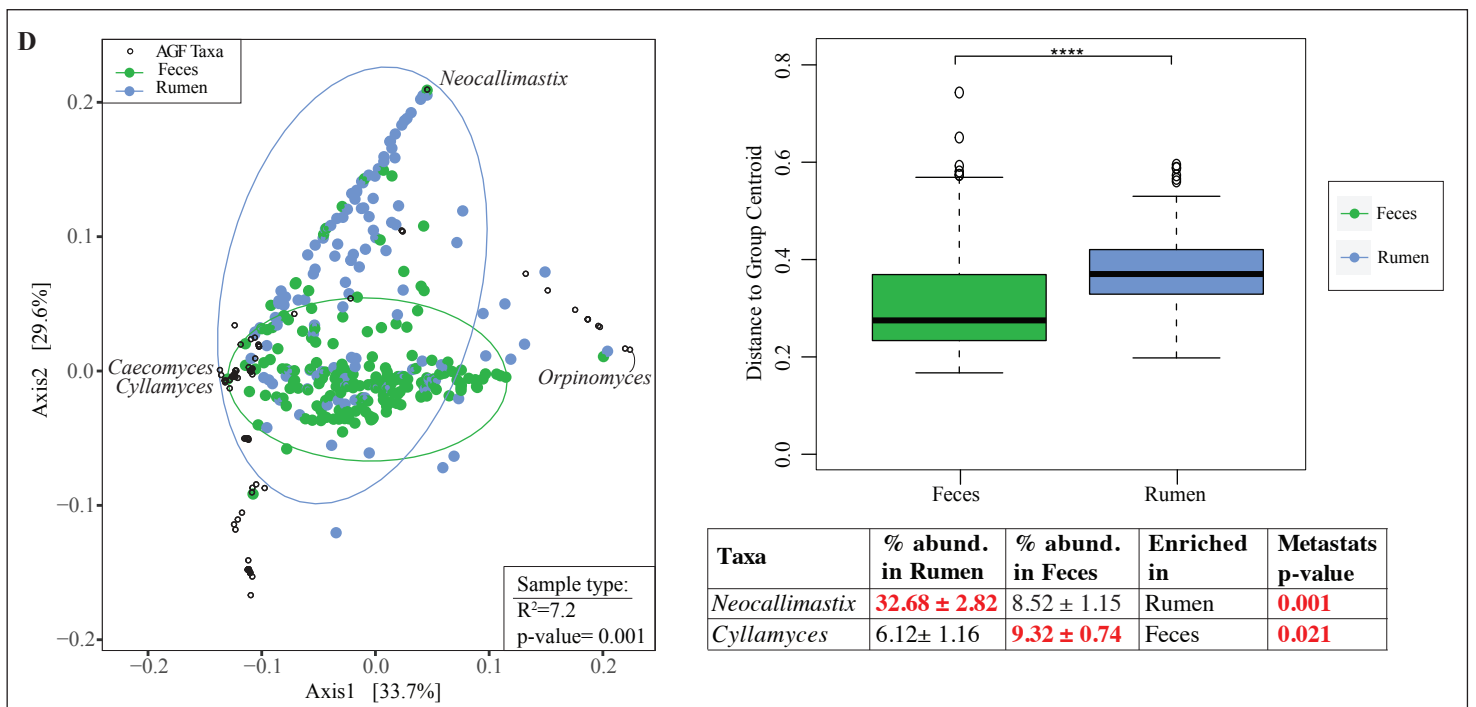 D
AGF Taxa
Feces
Rumen
Neocallimastix
Caecomyces
Cyllamyces
Orpinomyces
0.2
0.1
0.0
−0.1
−0.2
Axis2 [29.6%]
−0.2
−0.1
0.0
0.1
0.2
Axis1 [33.7%]
Sample type:
R²=7.2
p-value= 0.001
****
0.8
0.6
0.4
0.2
0.0
Distance to Group Centroid
Feces
Rumen
Feces
Rumen
Taxa % abund. in Rumen % abund. in Feces Enriched in Metastats p-value
Neocallimastix 32.68 ± 2.82 8.52 ± 1.15 Rumen 0.001
Cyllamyces 6.12± 1.16 9.32 ± 0.74 Feces 0.021